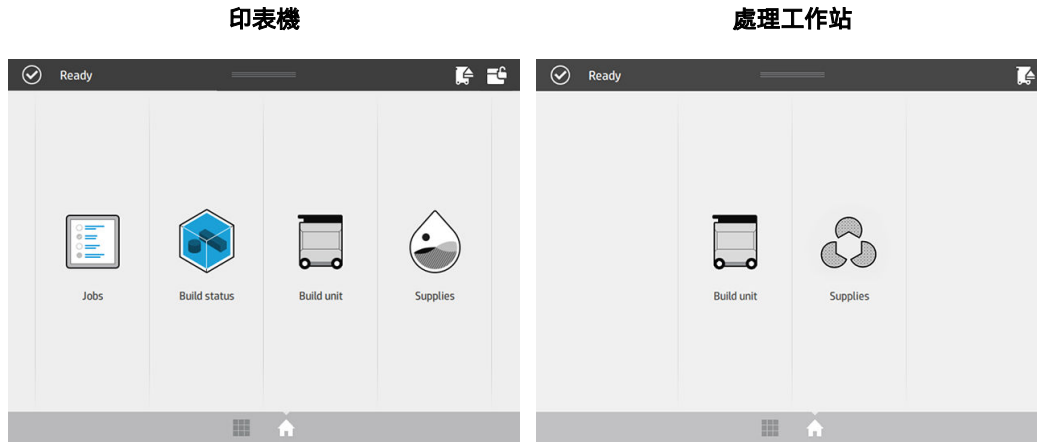 印表機
處理工作站
Ready
Ready
Jobs
Build status
Build unit
Supplies
Build unit
Supplies